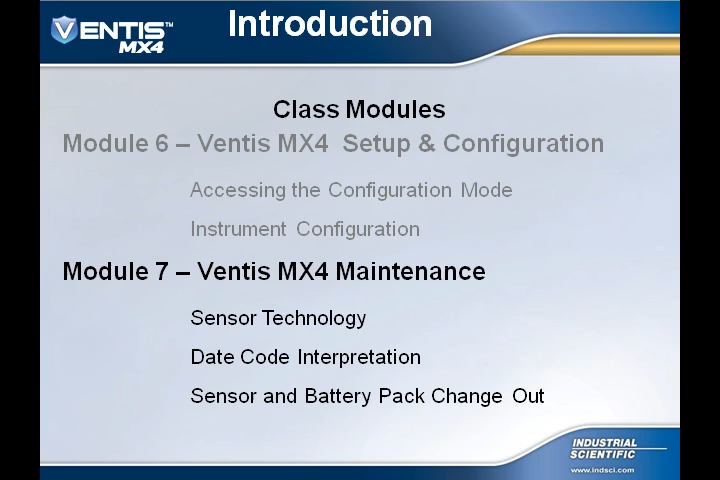 VENTIS™
MX4
Introduction
Class Modules
Module 6 – Ventis MX4 Setup & Configuration
Accessing the Configuration Mode
Instrument Configuration
Module 7 – Ventis MX4 Maintenance
Sensor Technology
Date Code Interpretation
Sensor and Battery Pack Change Out
INDUSTRIAL
SCIENTIFIC
www.indsci.com